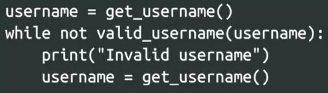 username = get_username()
while not valid_username(username):
    print("Invalid username")
    username = get_username()